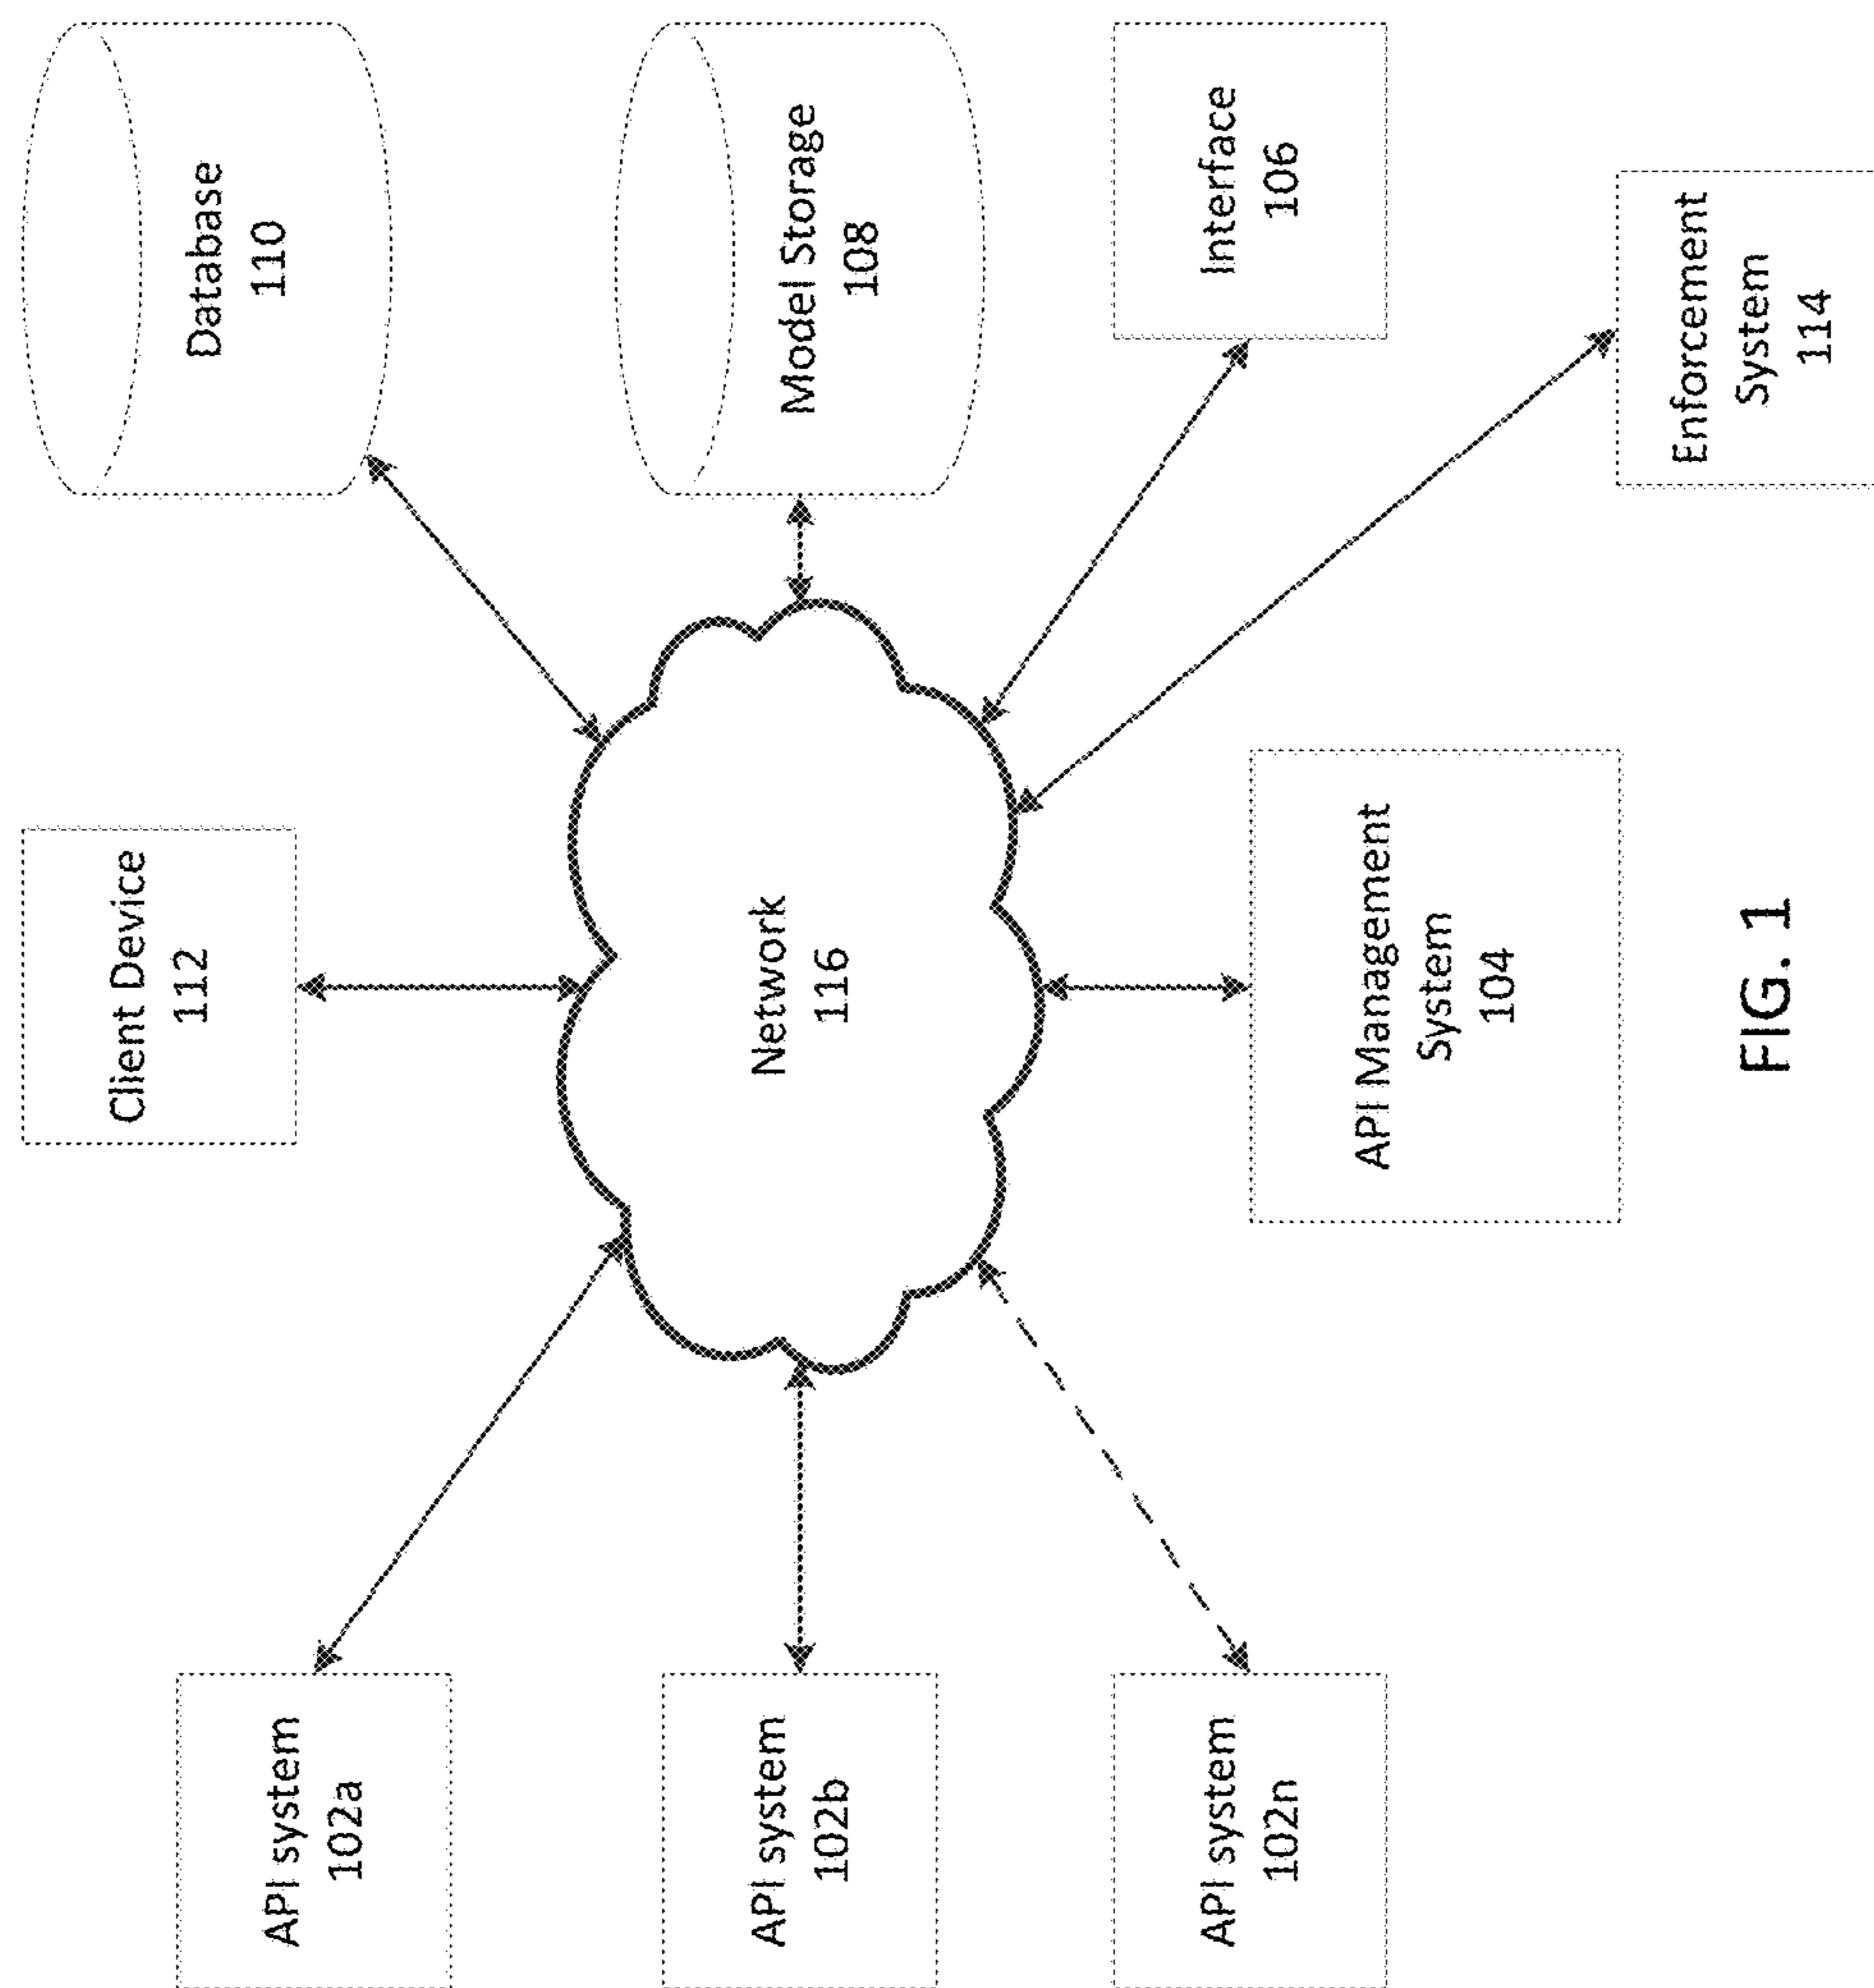 Client Device
112
Database
110
API system
102a
Network
116
Model Storage
108
API system
102b
Interface
106
API system
102n
API Management
System
104
Enforcement
System
114
FIG. 1